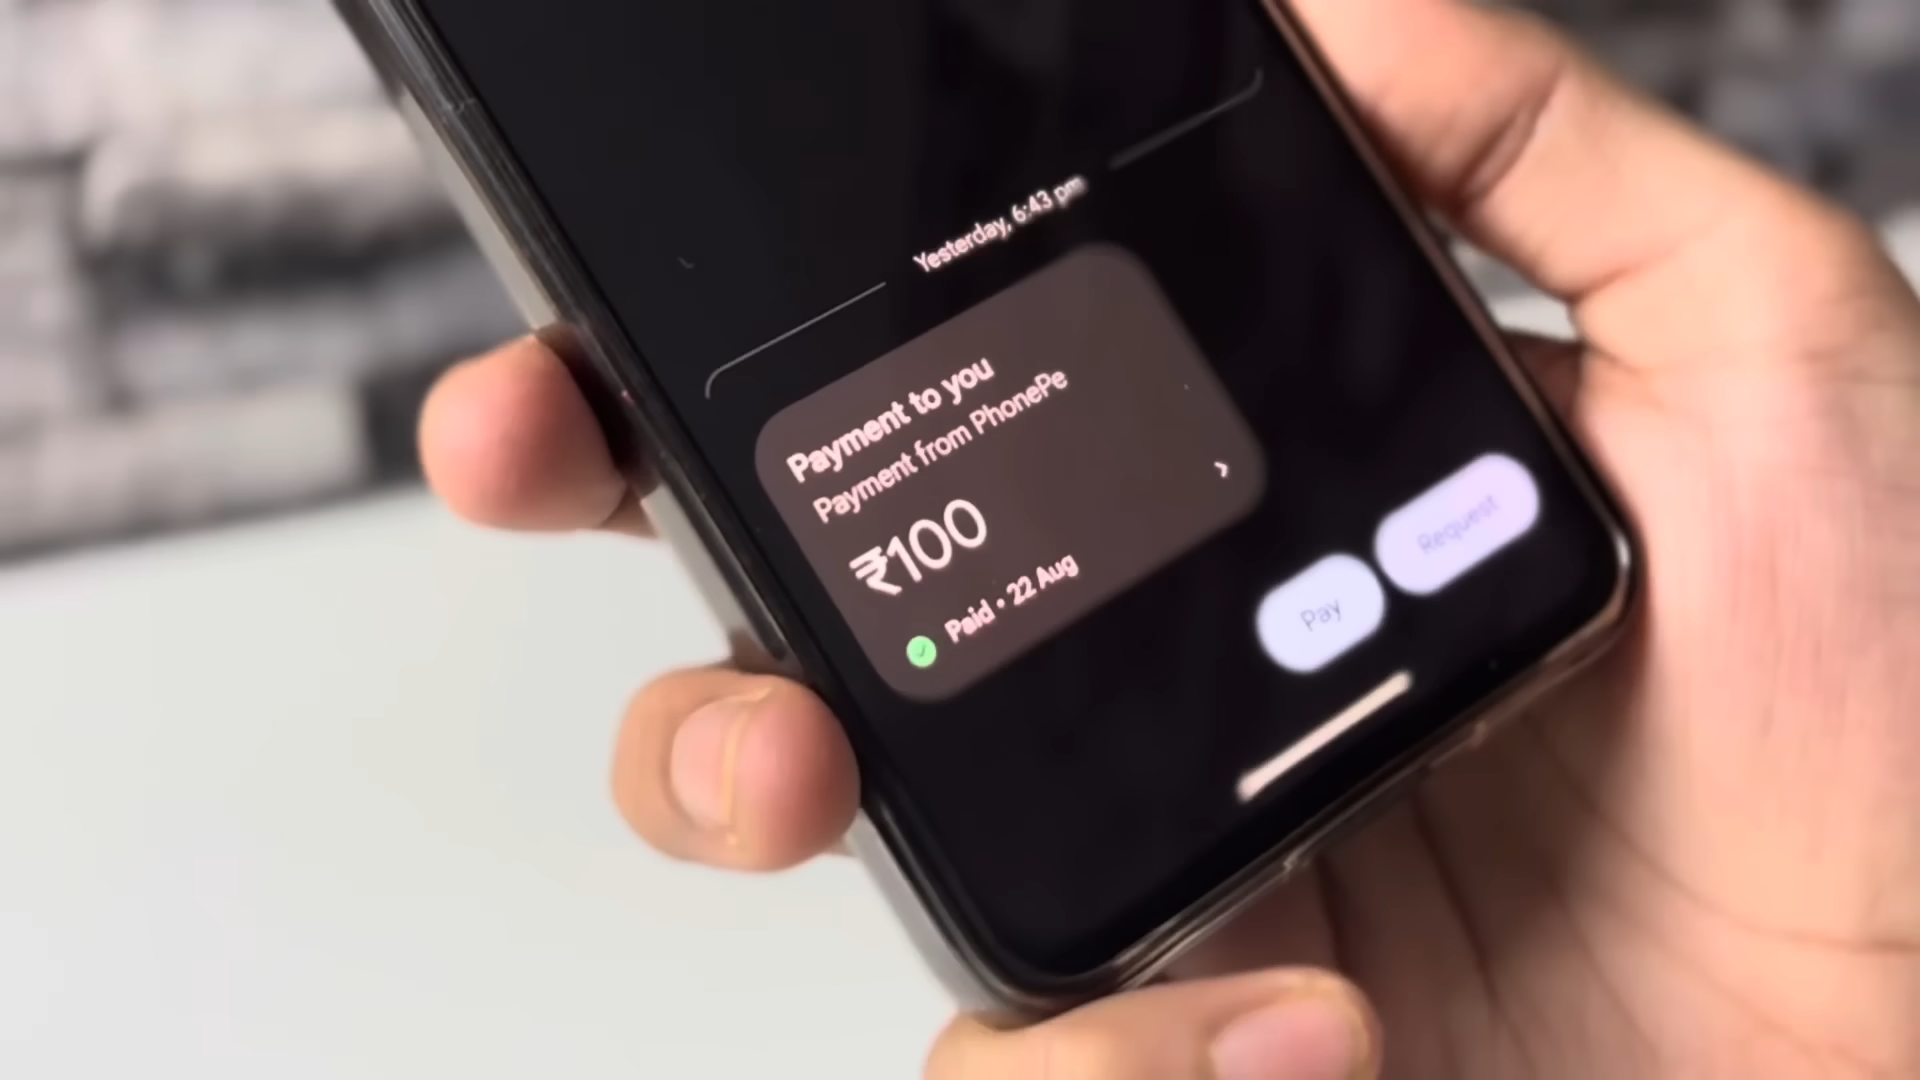 Yesterday, 6:43 pm
Payment to you
Payment from PhonePe
₹100
Paid • 22 Aug
Pay
Request